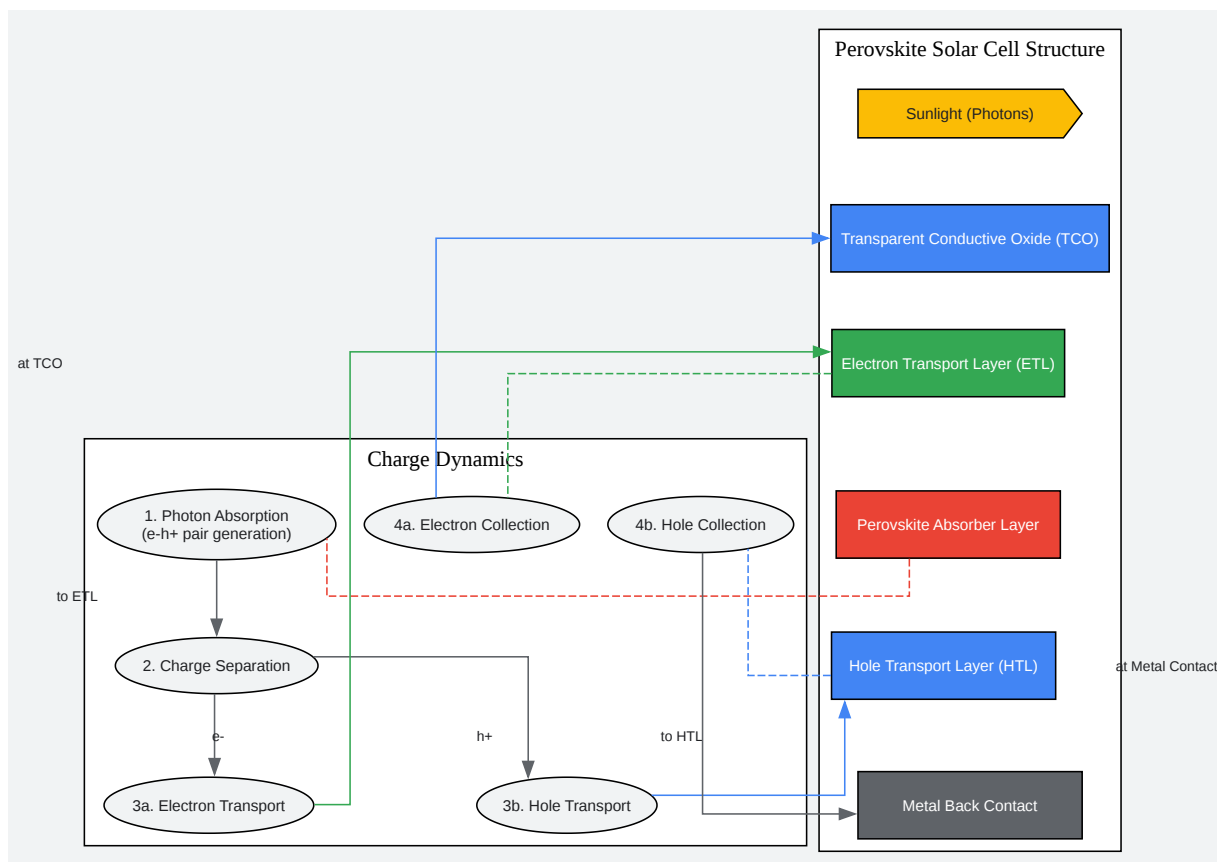 Perovskite Solar Cell Structure
Sunlight (Photons)
Transparent Conductive Oxide (TCO)
at TCO
Electron Transport Layer (ETL)
Charge Dynamics
1. Photon Absorption
(e-h+ pair generation)
4a. Electron Collection
4b. Hole Collection
Perovskite Absorber Layer
to ETL
2. Charge Separation
Hole Transport Layer (HTL)
at Metal Contact
e-
h+
to HTL
3a. Electron Transport
3b. Hole Transport
Metal Back Contact